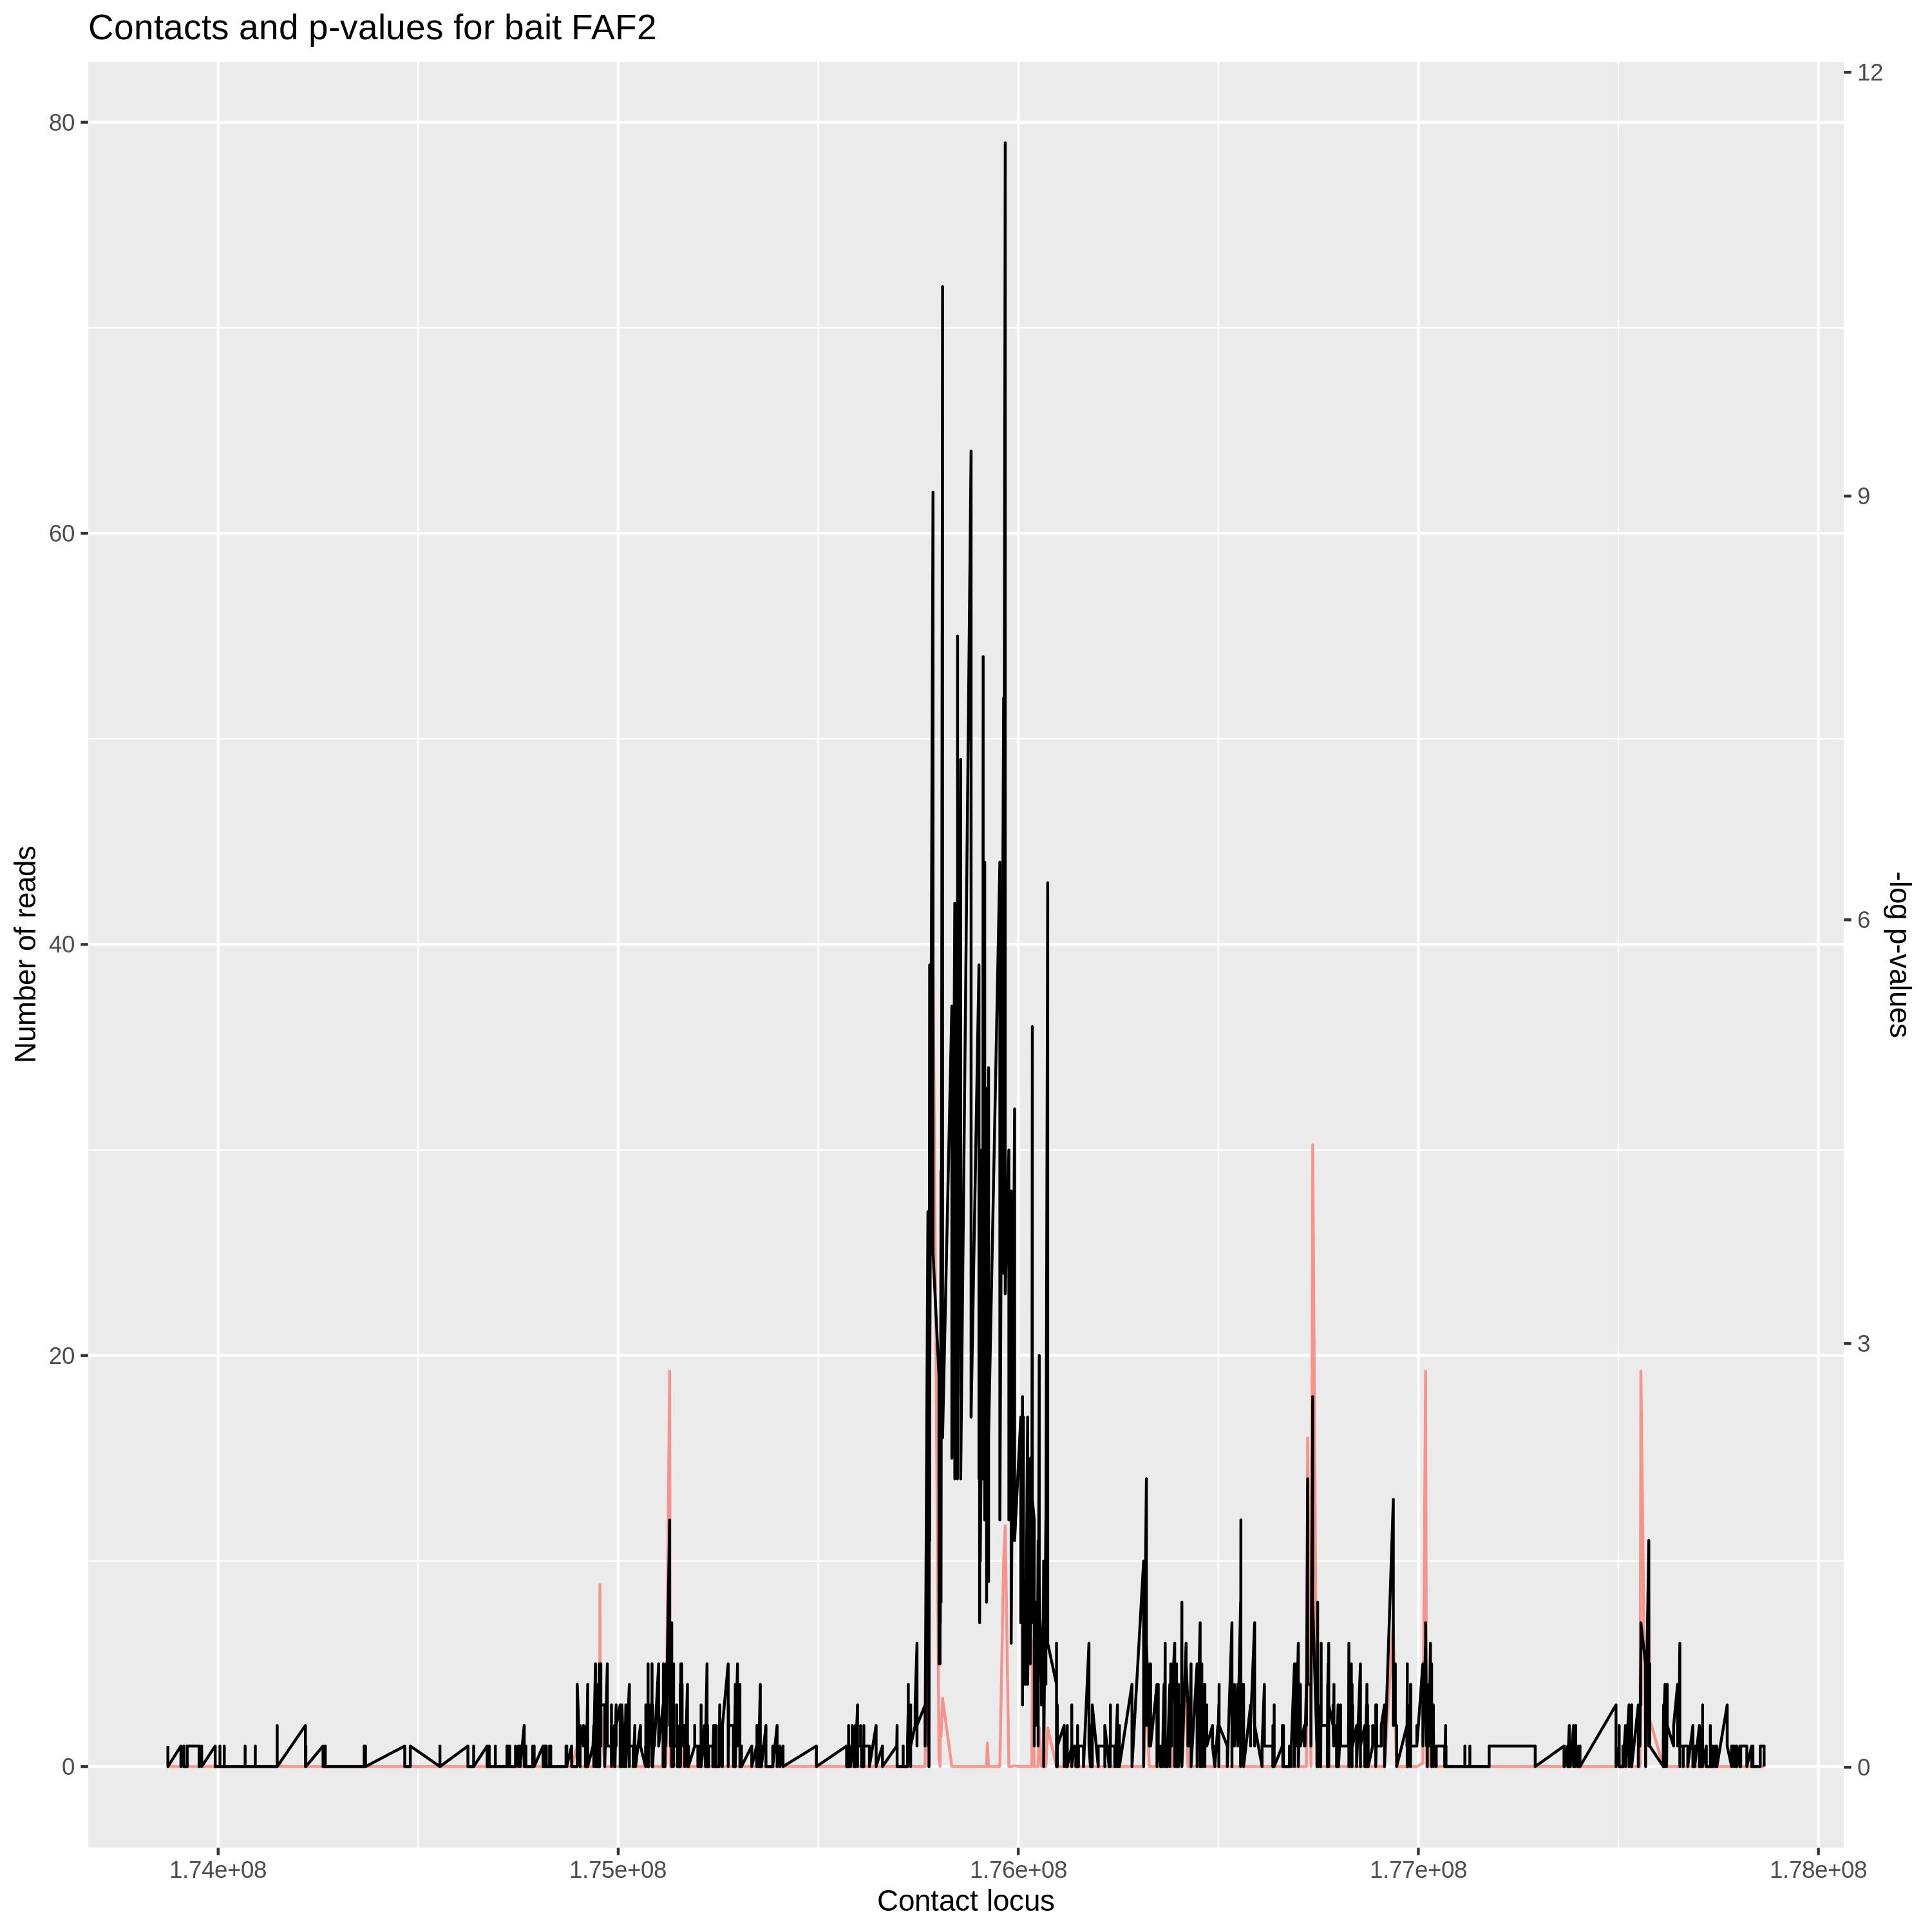 Contacts and p-values for bait FAF2
80
60
40
20
0
12
9
6
3
0
Number of reads
-log p-values
1.74e+08
1.75e+08
1.76e+08
1.77e+08
1.78e+08
Contact locus